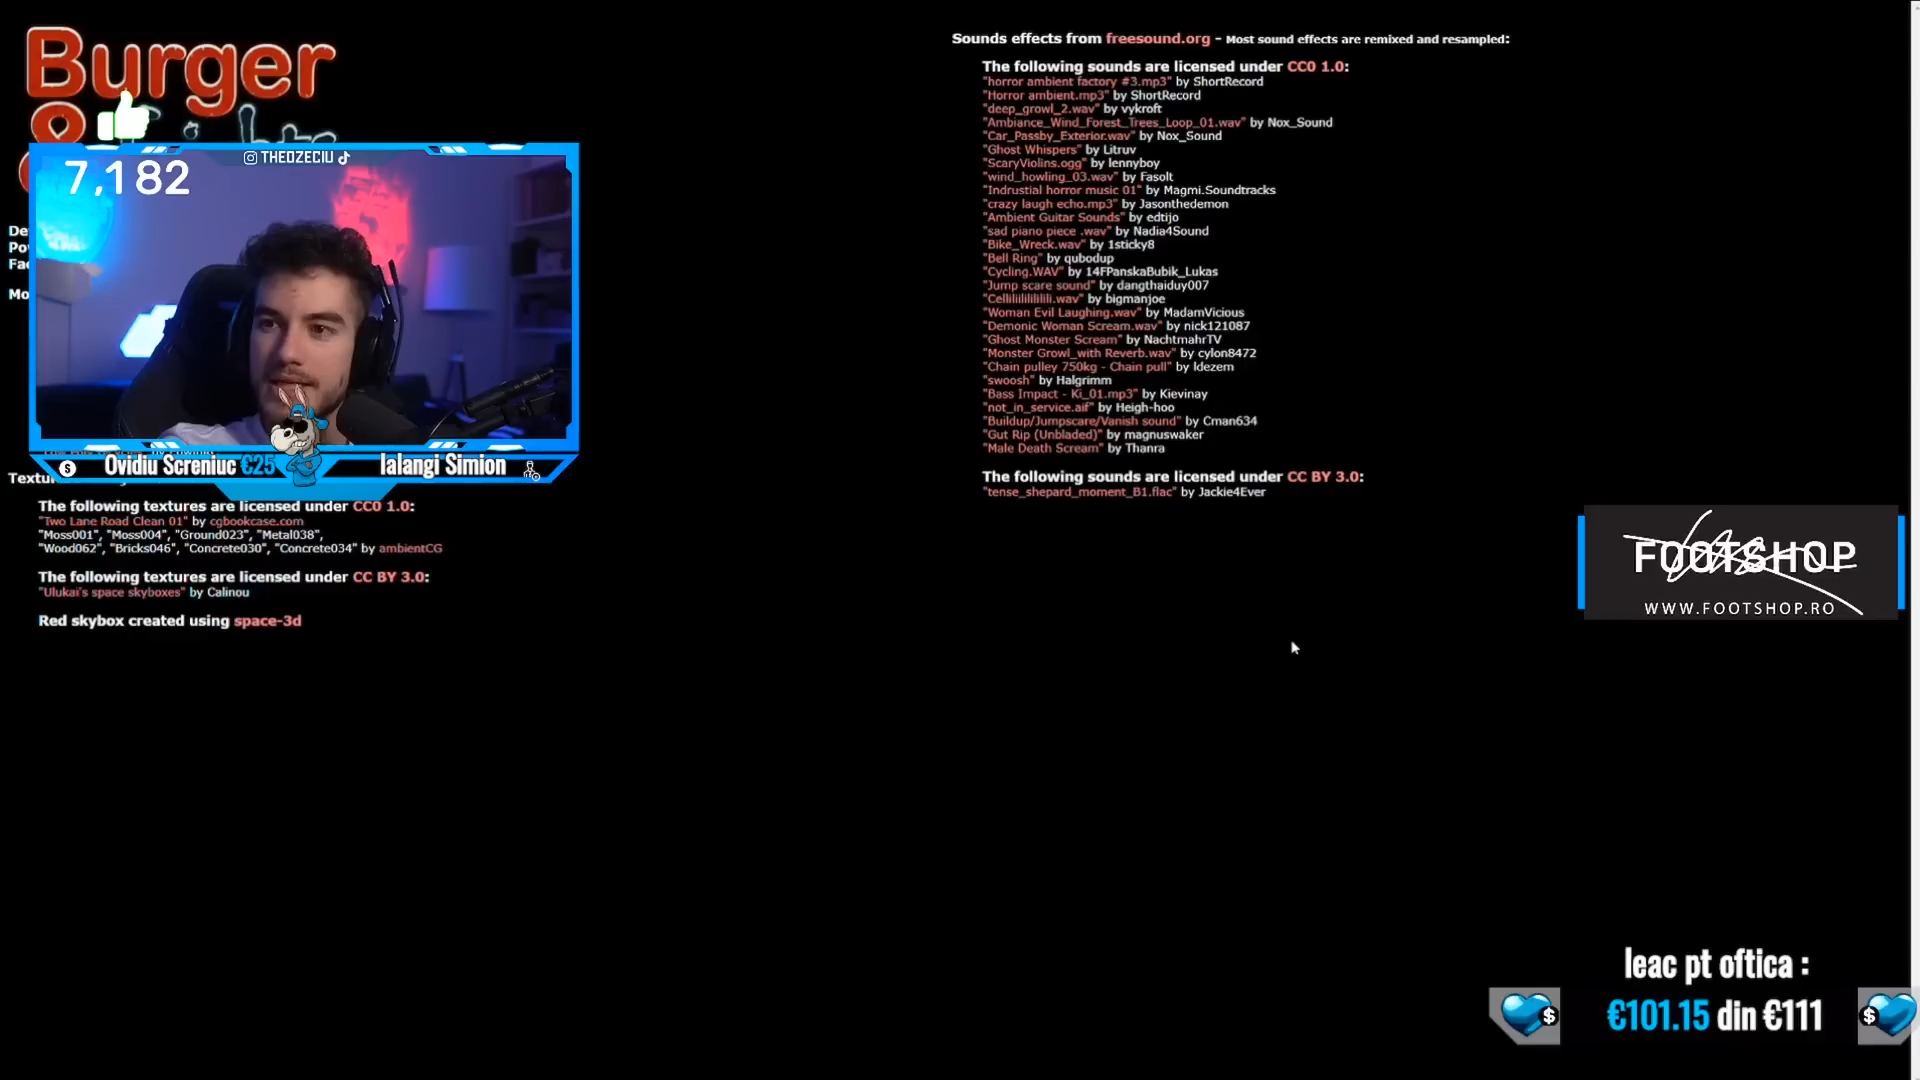 Burger
&
7,182
THEOZECIU
De
Po
Fa
Mo
Ovidiu Screniuc €25
Ialangi Simion
Textu
The following textures are licensed under CC0 1.0:
"Two Lane Road Clean 01" by cgbookcase.com
"Moss001", "Moss004", "Ground023", "Metal038",
"Wood062", "Bricks046", "Concrete030", "Concrete034" by ambientCG
The following textures are licensed under CC BY 3.0:
"Ulukai's space skyboxes" by Calinou
Red skybox created using space-3d
Sounds effects from freesound.org - Most sound effects are remixed and resampled:
The following sounds are licensed under CC0 1.0:
"horror ambient factory #3.mp3" by ShortRecord
"Horror ambient.mp3" by ShortRecord
"deep_growl_2.wav" by vykroft
"Ambiance_Wind_Forest_Trees_Loop_01.wav" by Nox_Sound
"Car_Passby_Exterior.wav" by Nox_Sound
"Ghost Whispers" by Litruv
"ScaryViolins.ogg" by lennyboy
"wind_howling_03.wav" by Fasolt
"Indrustial horror music 01" by Magmi.Soundtracks
"crazy laugh echo.mp3" by Jasonthedemon
"Ambient Guitar Sounds" by edtijo
"sad piano piece .wav" by Nadia4Sound
"Bike_Wreck.wav" by 1sticky8
"Bell Ring" by qubodup
"Cycling.WAV" by 14FPanskaBubik_Lukas
"Jump scare sound" by dangthaiduy007
"Celliiliilililili.wav" by bigmanjoe
"Woman Evil Laughing.wav" by MadamVicious
"Demonic Woman Scream.wav" by nick121087
"Ghost Monster Scream" by NachtmahrTV
"Monster Growl_with Reverb.wav" by cylon8472
"Chain pulley 750kg - Chain pull" by ldezem
"swoosh" by Halgrimm
"Bass Impact - Ki_01.mp3" by Kievinay
"not_in_service.aif" by Heigh-hoo
"Buildup/Jumpscare/Vanish sound" by Cman634
"Gut Rip (Unbladed)" by magnuswaker
"Male Death Scream" by Thanra
The following sounds are licensed under CC BY 3.0:
"tense_shepard_moment_B1.flac" by Jackie4Ever
FOOTSHOP
WWW.FOOTSHOP.RO
leac pt oftica :
€101.15 din €111